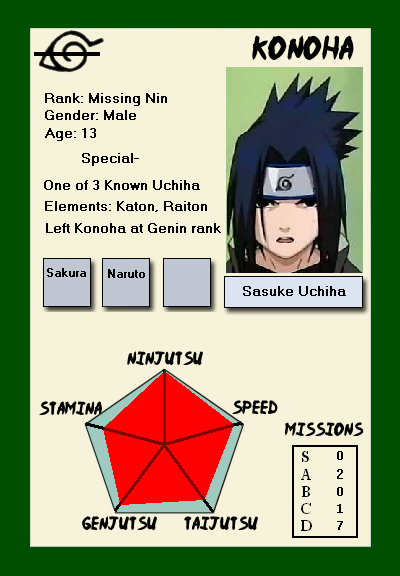 KONOHA
Rank: Missing Nin
Gender: Male
Age: 13
Special-
One of 3 Known Uchiha
Elements: Katon, Raiton
Left Konoha at Genin rank
Sakura
Naruto
Sasuke Uchiha
NINJUTSU
STAMINA
SPEED
GENJUTSU
TAIJUTSU
MISSIONS
S 0
A 2
B 0
C 1
D 7